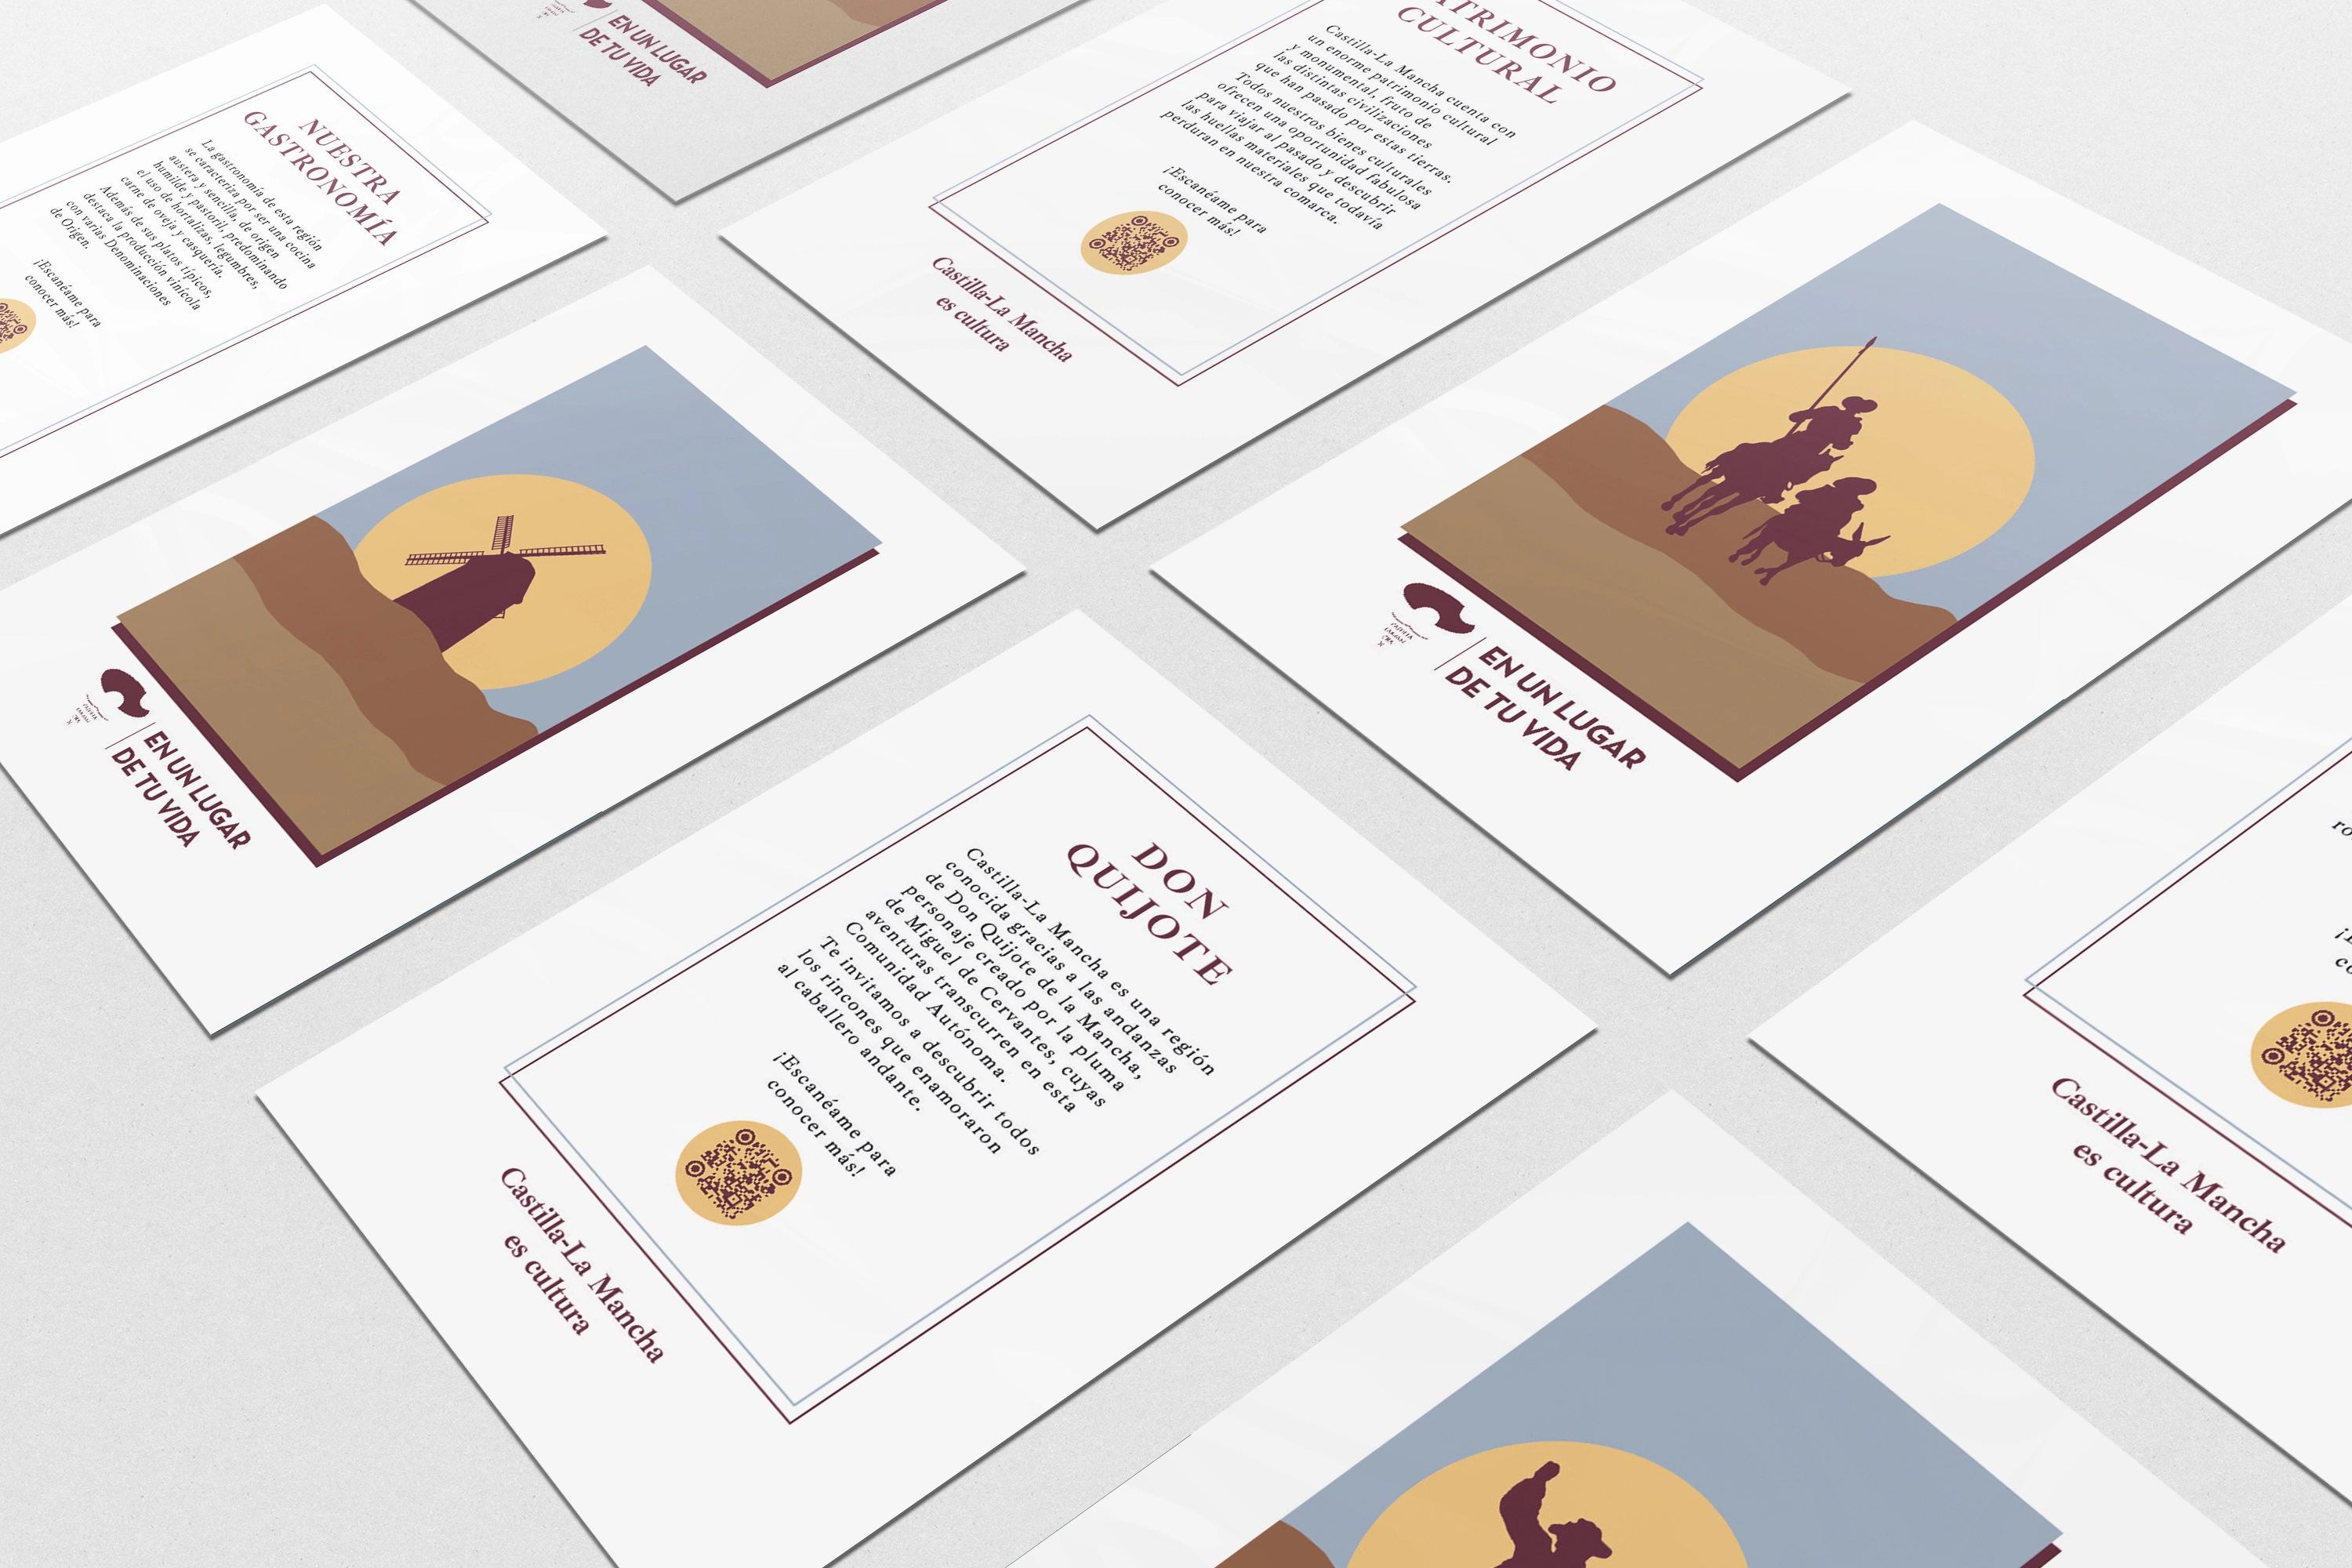 EN UN LUGAR
DE TU VIDA
NUESTRA
GASTRONOMÍA
La gastronomía de esta región
se caracteriza por ser una cocina
austera y sencilla, de origen
humilde y pastoril, predominando
el uso de hortalizas, legumbres,
carne de oveja y casquería.
Además de sus platos típicos,
destaca la producción vinícola
con varias Denominaciones
de Origen.
¡Escanéame para
conocer más!
CULTURAL
Castilla-La Mancha cuenta con
un enorme patrimonio cultural
y monumental, fruto de
las distintas civilizaciones
que han pasado por estas tierras.
Todos nuestros bienes culturales
ofrecen una oportunidad fabulosa
para viajar al pasado y descubrir
las huellas materiales que todavía
perduran en nuestra comarca.
¡Escanéame para
conocer más!
Castilla-La Mancha
es cultura
EN UN LUGAR
DE TU VIDA
EN UN LUGAR
DE TU VIDA
DON
QUIJOTE
Castilla-La Mancha es una región
conocida gracias a las andanzas
de Don Quijote de la Mancha,
personaje creado por la pluma
de Miguel de Cervantes, cuyas
aventuras transcurren en esta
Comunidad Autónoma.
Te invitamos a descubrir todos
los rincones que enamoraron
al caballero andante.
¡Escanéame para
conocer más!
Castilla-La Mancha
es cultura
Castilla-La Mancha
es cultura